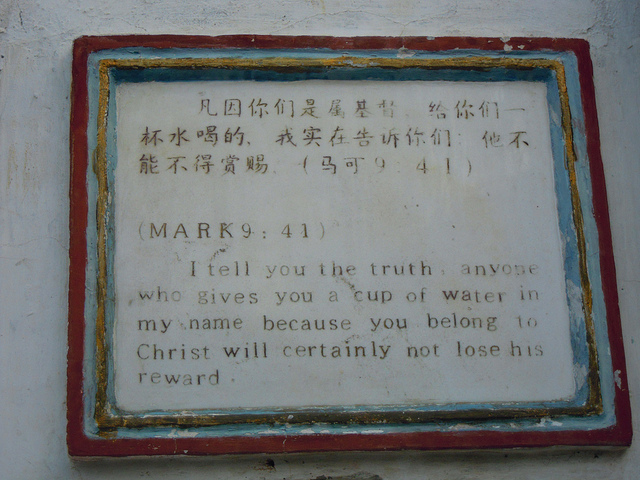 凡因你们是属基督，给你们一
杯水喝的，我实在告诉你们：他不
能不得赏赐。(马可9：41)
(MARK9:41)
I tell you the truth, anyone
who gives you a cup of water in
my name because you belong to
Christ will certainly not lose his
reward.